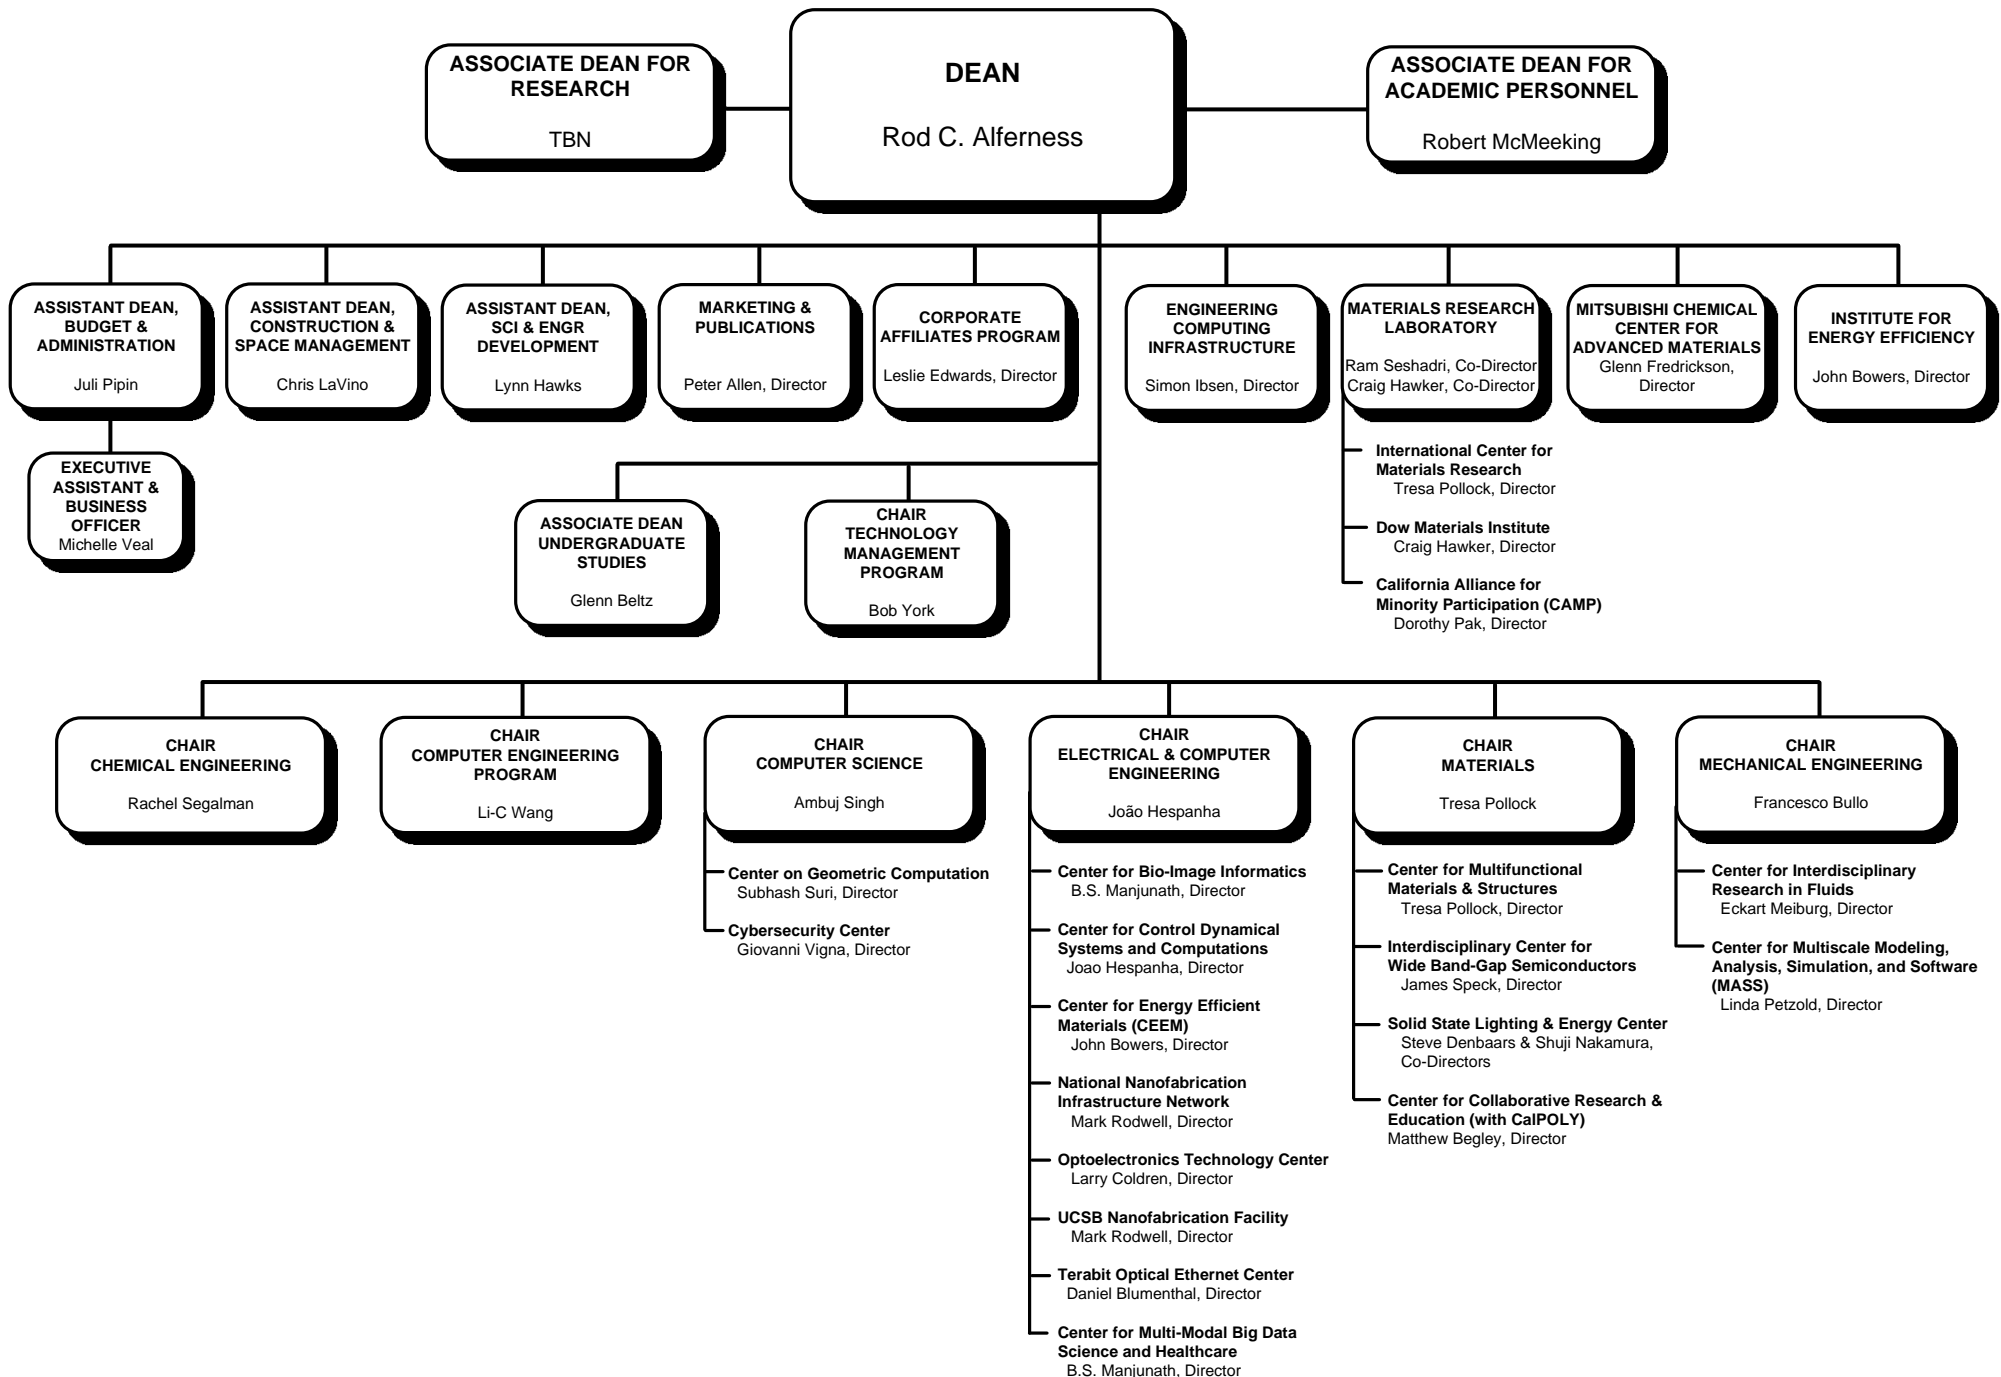 ASSOCIATE DEAN FOR
RESEARCH
TBN
DEAN
Rod C. Alferness
ASSOCIATE DEAN FOR
ACADEMIC PERSONNEL
Robert McMeeking
ASSISTANT DEAN,
BUDGET &
ADMINISTRATION
Juli Pipin
ASSISTANT DEAN,
CONSTRUCTION &
SPACE MANAGEMENT
Chris LaVino
ASSISTANT DEAN,
SCI & ENGR
DEVELOPMENT
Lynn Hawks
MARKETING &
PUBLICATIONS
Peter Allen, Director
CORPORATE
AFFILIATES PROGRAM
Leslie Edwards, Director
ENGINEERING
COMPUTING
INFRASTRUCTURE
Simon Ibsen, Director
MATERIALS RESEARCH
LABORATORY
Ram Seshadri, Co-Director
Craig Hawker, Co-Director
MITSUBISHI CHEMICAL
CENTER FOR
ADVANCED MATERIALS
Glenn Fredrickson,
Director
INSTITUTE FOR
ENERGY EFFICIENCY
John Bowers, Director
EXECUTIVE
ASSISTANT &
BUSINESS
OFFICER
Michelle Veal
ASSOCIATE DEAN
UNDERGRADUATE
STUDIES
Glenn Beltz
CHAIR
TECHNOLOGY
MANAGEMENT
PROGRAM
Bob York
International Center for
Materials Research
Tresa Pollock, Director
Dow Materials Institute
Craig Hawker, Director
California Alliance for
Minority Participation (CAMP)
Dorothy Pak, Director
CHAIR
CHEMICAL ENGINEERING
Rachel Segalman
CHAIR
COMPUTER ENGINEERING
PROGRAM
Li-C Wang
CHAIR
COMPUTER SCIENCE
Ambuj Singh
Center on Geometric Computation
Subhash Suri, Director
Cybersecurity Center
Giovanni Vigna, Director
CHAIR
ELECTRICAL & COMPUTER
ENGINEERING
João Hespanha
Center for Bio-Image Informatics
B.S. Manjunath, Director
Center for Control Dynamical
Systems and Computations
Joao Hespanha, Director
Center for Energy Efficient
Materials (CEEM)
John Bowers, Director
National Nanofabrication
Infrastructure Network
Mark Rodwell, Director
Optoelectronics Technology Center
Larry Coldren, Director
UCSB Nanofabrication Facility
Mark Rodwell, Director
Terabit Optical Ethernet Center
Daniel Blumenthal, Director
Center for Multi-Modal Big Data
Science and Healthcare
B.S. Manjunath, Director
CHAIR
MATERIALS
Tresa Pollock
Center for Multifunctional
Materials & Structures
Tresa Pollock, Director
Interdisciplinary Center for
Wide Band-Gap Semiconductors
James Speck, Director
Solid State Lighting & Energy Center
Steve Denbaars & Shuji Nakamura,
Co-Directors
Center for Collaborative Research &
Education (with CalPOLY)
Matthew Begley, Director
CHAIR
MECHANICAL ENGINEERING
Francesco Bullo
Center for Interdisciplinary
Research in Fluids
Eckart Meiburg, Director
Center for Multiscale Modeling,
Analysis, Simulation, and Software
(MASS)
Linda Petzold, Director